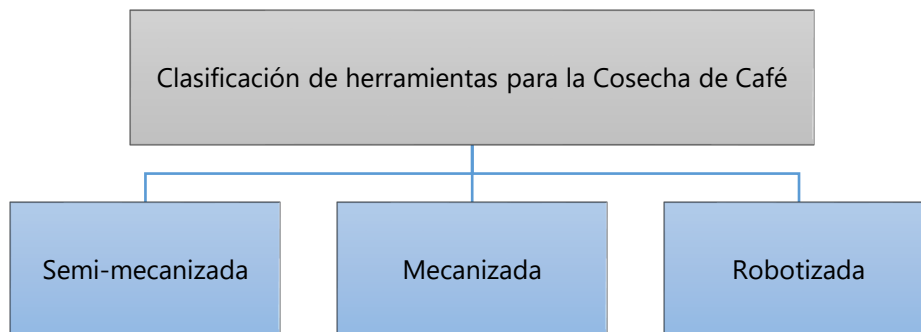 Clasificación de herramientas para la Cosecha de Café
Semi-mecanizada
Mecanizada
Robotizada